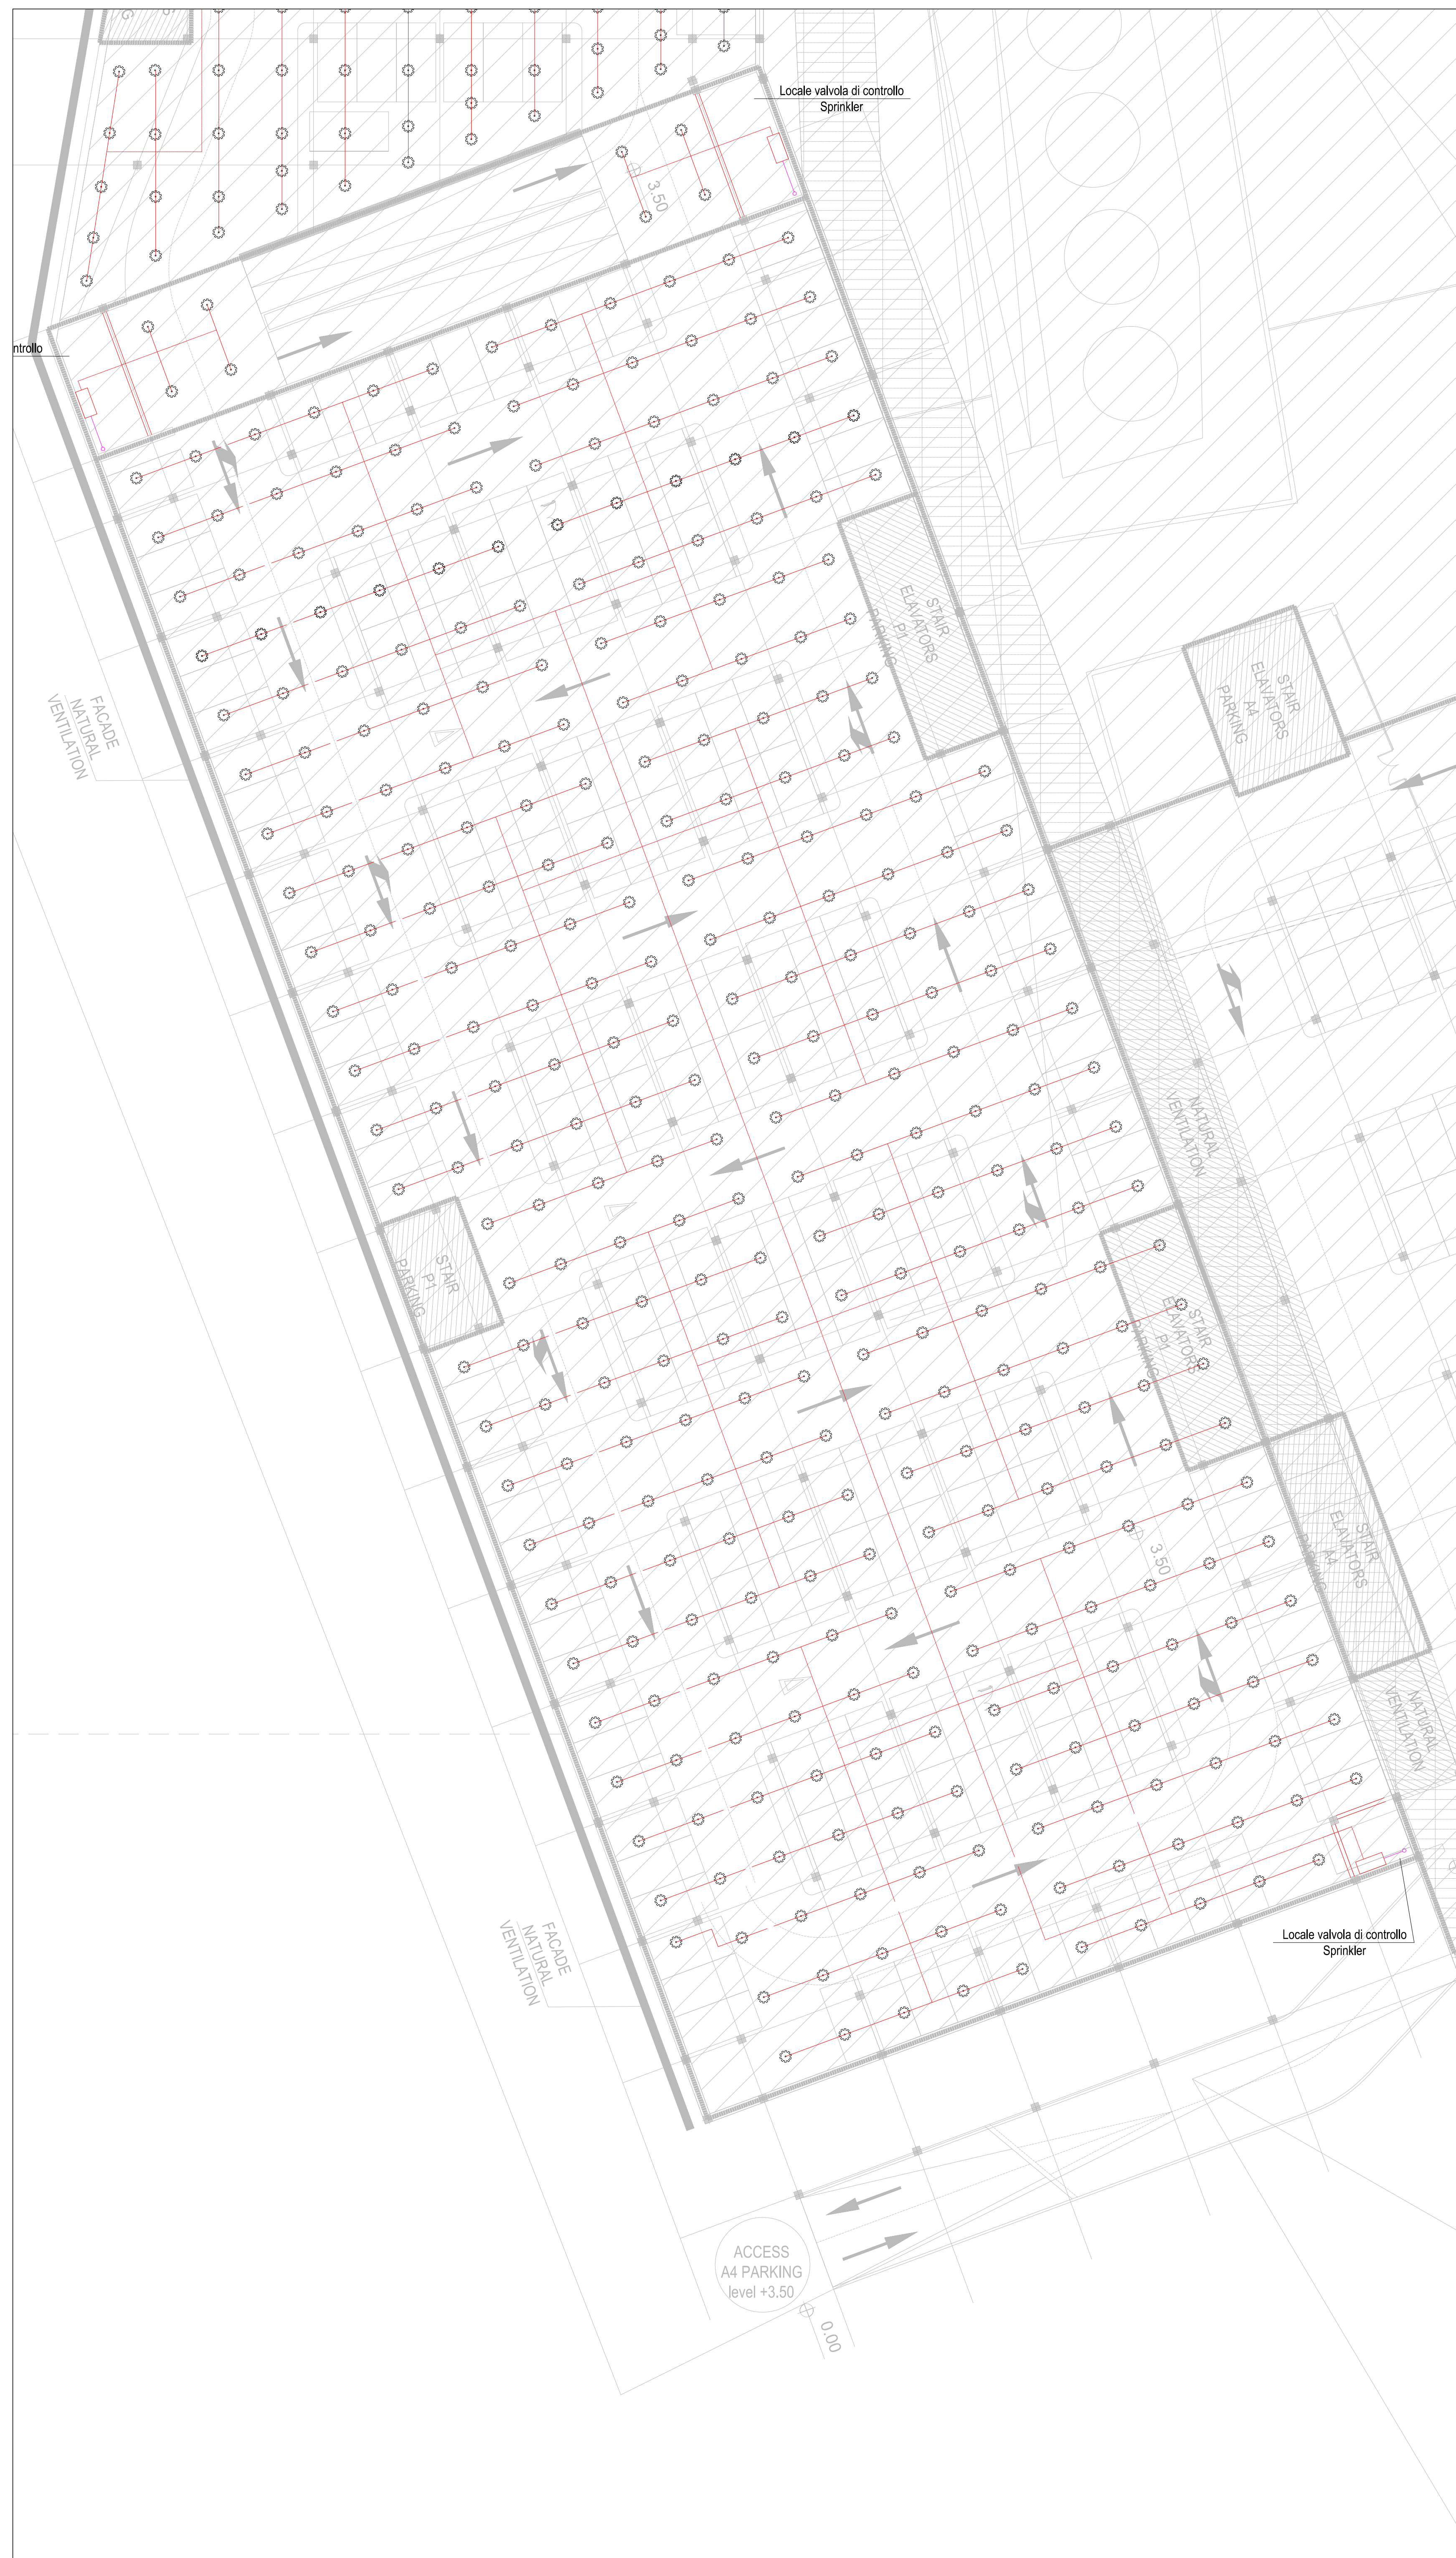 Locale valvola di controllo
Sprinkler
3.50
ntrollo
STAIR
ELAVATORS
P1
PARKING
STAIR
ELAVATORS
A4
PARKING
FACADE
NATURAL
VENTILATION
NATURAL
VENTILATION
STAIR
P1
PARKING
STAIR
ELAVATORS
P1
PARKING
3.50
STAIR
ELAVATORS
A4
PARKING
NATURAL
VENTILATION
FACADE
NATURAL
VENTILATION
Locale valvola di controllo
Sprinkler
ACCESS
A4 PARKING
level +3.50
0.00